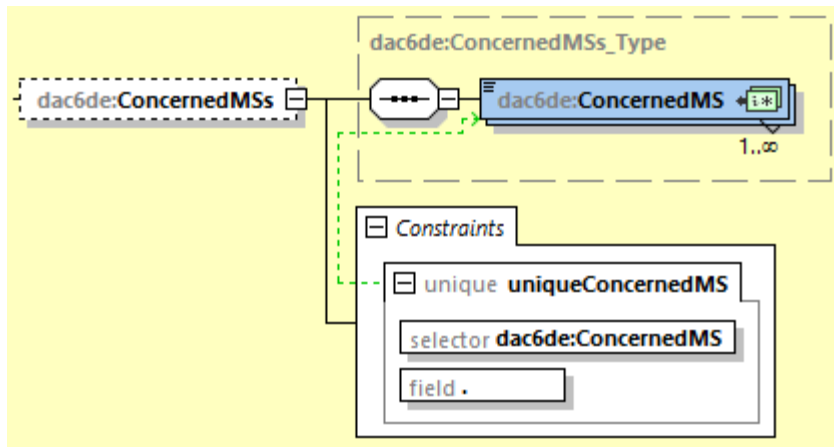 dac6de:ConcernedMSs_Type
dac6de:ConcernedMSs
dac6de:ConcernedMS
i*
1..∞
Constraints
unique uniqueConcernedMS
selector dac6de:ConcernedMS
field .